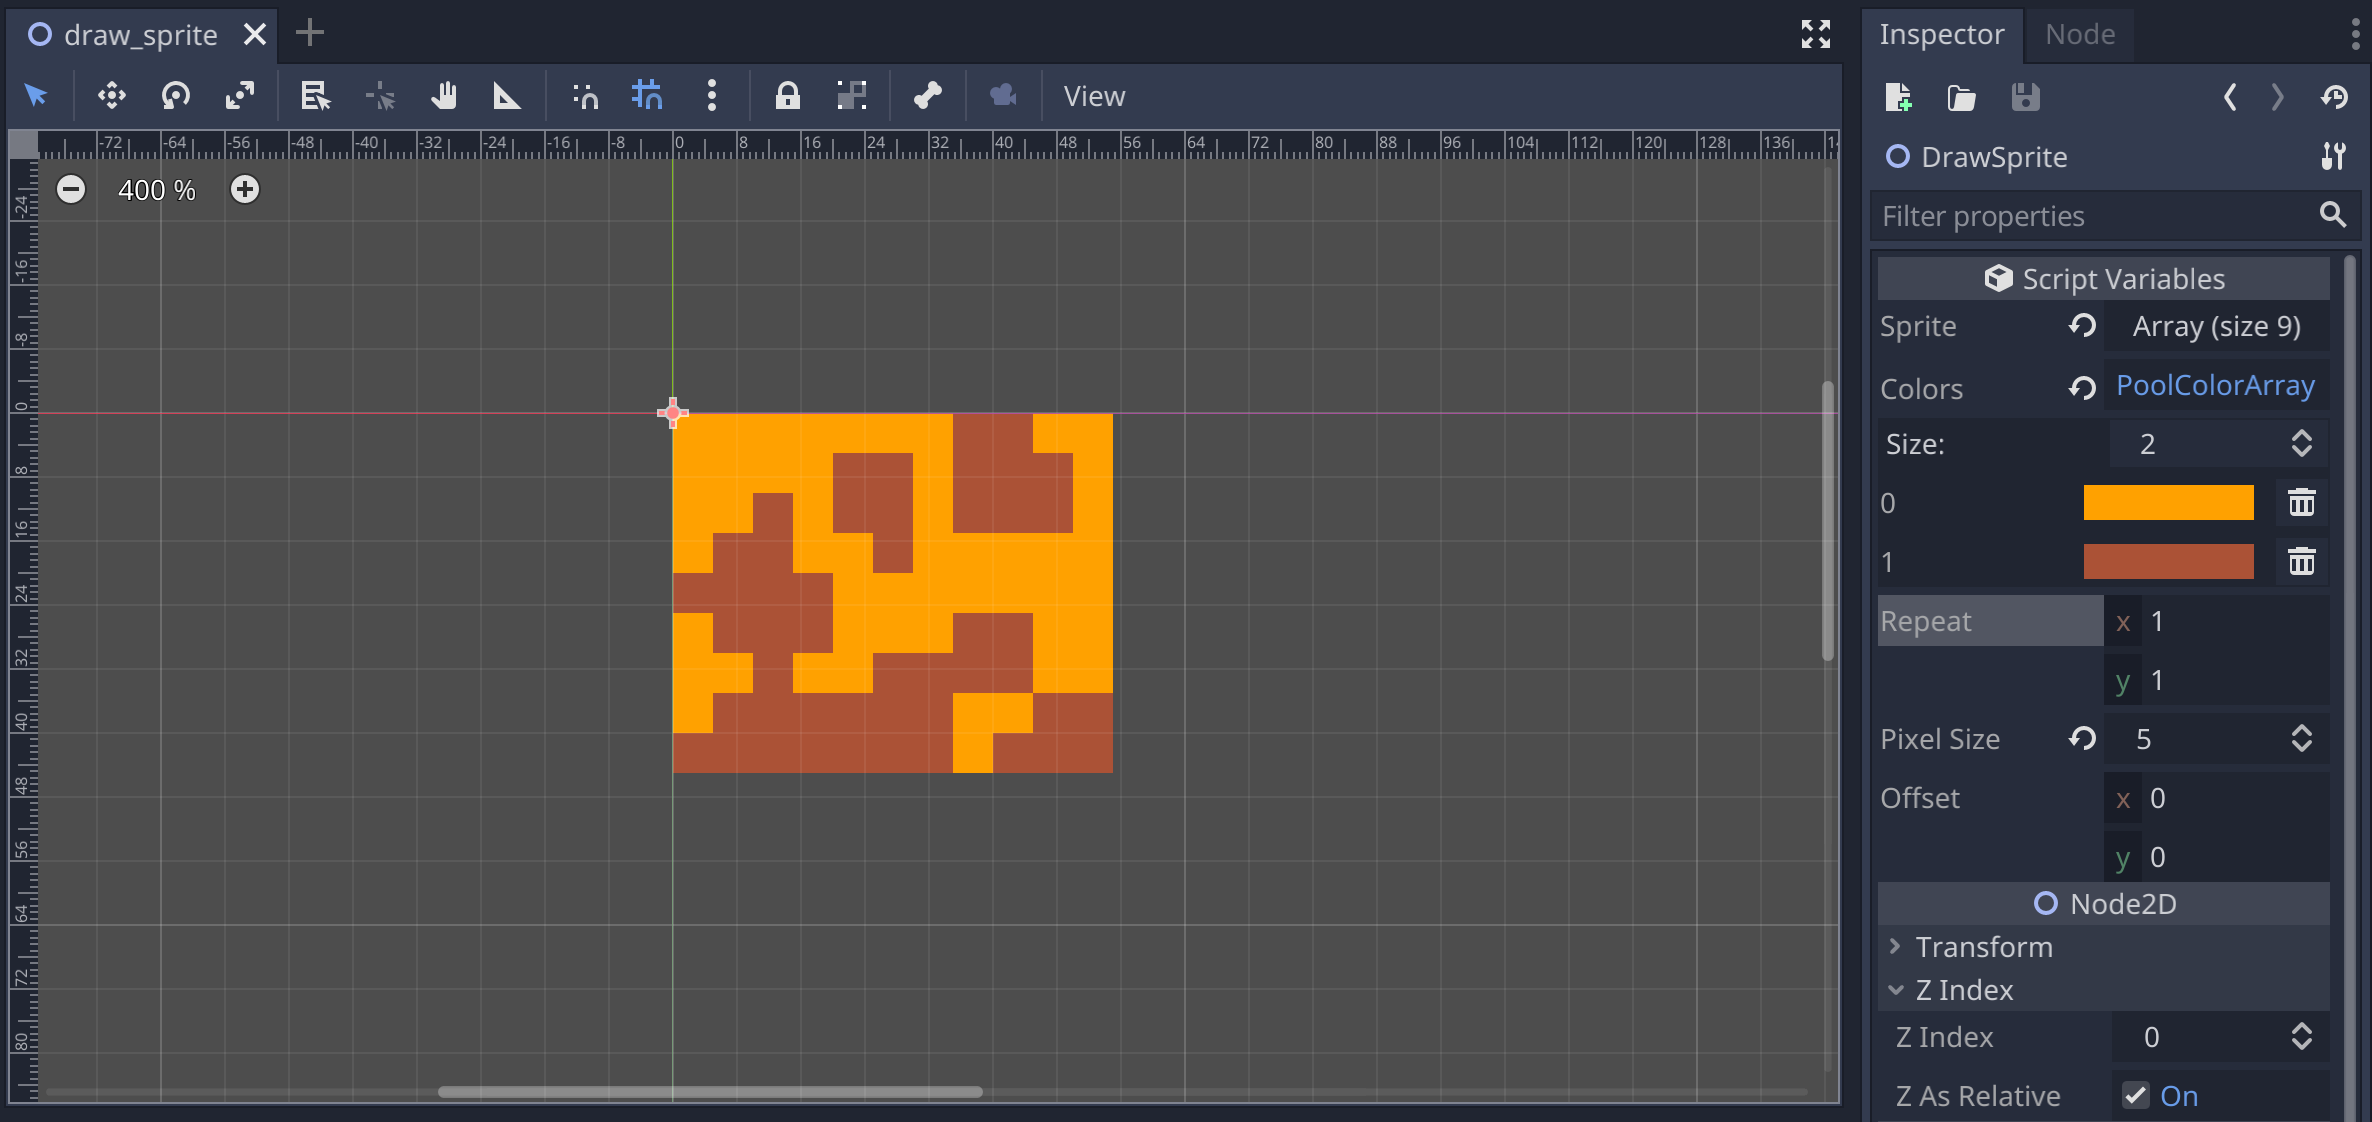 draw_sprite
Inspector Node
View
DrawSprite
-72 -64 -56 -48 -40 -32 -24 -16 -8 0 8 16 24 32 40 48 56 64 72 80 88 96 104 112 120 128 136
400 %
Filter properties
-24
-16
-8
0
8
16
24
32
40
48
56
64
72
80
Script Variables
Sprite Array (size 9)
Colors PoolColorArray
Size: 2
0
1
Repeat x 1
y 1
Pixel Size 5
Offset x 0
y 0
Node2D
Transform
Z Index
Z Index 0
Z As Relative On